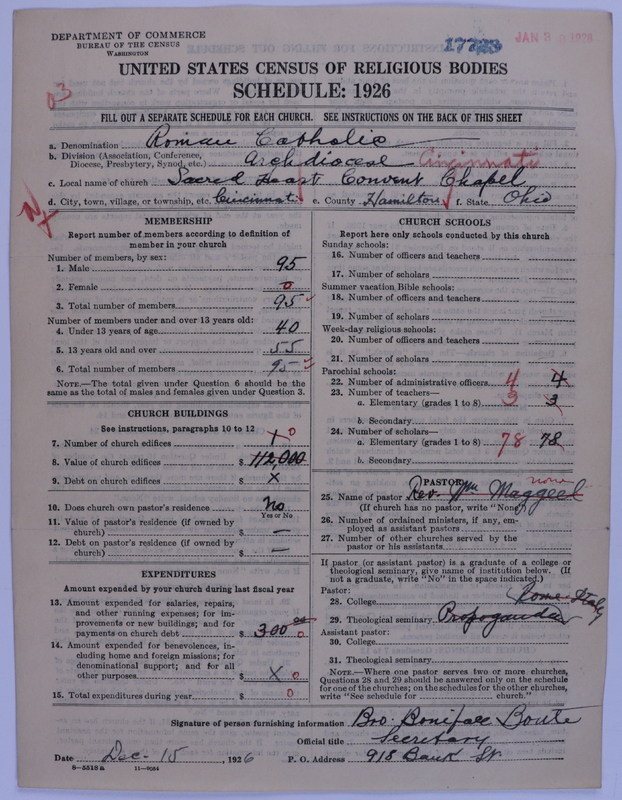 DEPARTMENT OF COMMERCE
BUREAU OF THE CENSUS
WASHINGTON
JAN 3 0 1928
UNITED STATES CENSUS OF RELIGIOUS BODIES
SCHEDULE: 1926
03
FILL OUT A SEPARATE SCHEDULE FOR EACH CHURCH. SEE INSTRUCTIONS ON THE BACK OF THIS SHEET
a. Denomination Roman Catholic
b. Division (Association, Conference, Diocese, Presbytery, Synod, etc.) Archdiocese Cincinnati
c. Local name of church Sacred Heart Convent Chapel
d. City, town, village, or township, etc. Cincinnati e. County Hamilton f. State Ohio
MEMBERSHIP
Report number of members according to definition of
member in your church
Number of members, by sex:
1. Male 95
2. Female 0
3. Total number of members 95
Number of members under and over 13 years old:
4. Under 13 years of age 40
5. 13 years old and over 55
6. Total number of members 95
NOTE.—The total given under Question 6 should be the
same as the total of males and females given under Question 3.
CHURCH BUILDINGS
See instructions, paragraphs 10 to 12
7. Number of church edifices 1 0
8. Value of church edifices $ 112,000
9. Debt on church edifices $ X
10. Does church own pastor's residence? No
Yes or No
11. Value of pastor's residence (if owned by
church) $ —
12. Debt on pastor's residence (if owned by
church) $ —
EXPENDITURES
Amount expended by your church during last fiscal year
13. Amount expended for salaries, repairs,
and other running expenses; for im-
provements or new buildings; and for
payments on church debt $ 300 00 0
14. Amount expended for benevolences, in-
cluding home and foreign missions; for
denominational support; and for all
other purposes $ X 0
15. Total expenditures during year $ 0
CHURCH SCHOOLS
Report here only schools conducted by this church
Sunday schools:
16. Number of officers and teachers
17. Number of scholars
Summer vacation Bible schools:
18. Number of officers and teachers
19. Number of scholars
Week-day religious schools:
20. Number of officers and teachers
21. Number of scholars
Parochial schools:
22. Number of administrative officers 4 4
23. Number of teachers—
a. Elementary (grades 1 to 8) 3 3
b. Secondary
24. Number of scholars—
a. Elementary (grades 1 to 8) 78 78
b. Secondary
PASTOR none
25. Name of pastor Rev. Wm
(If church has no pastor, write "None")
26. Number of ordained ministers, if any, em-
ployed as assistant pastors
27. Number of other churches served by the
pastor or his assistants
If pastor (or assistant pastor) is a graduate of a college or
theological seminary, give name of institution below. (If
not a graduate, write "No" in the space indicated.)
Pastor:
28. College Rome Italy
29. Theological seminary Propoganda
Assistant pastor:
30. College
31. Theological seminary
NOTE.—Where one pastor serves two or more churches,
Questions 28 and 29 should be answered only on the schedule
for one of the churches; on the schedules for the other churches,
write "See schedule for church."
Signature of person furnishing information Bro. Boniface
Official title Secretary
Date Dec. 15, 1926 P. O. Address 918 Bank St
8-5518a 11-9064